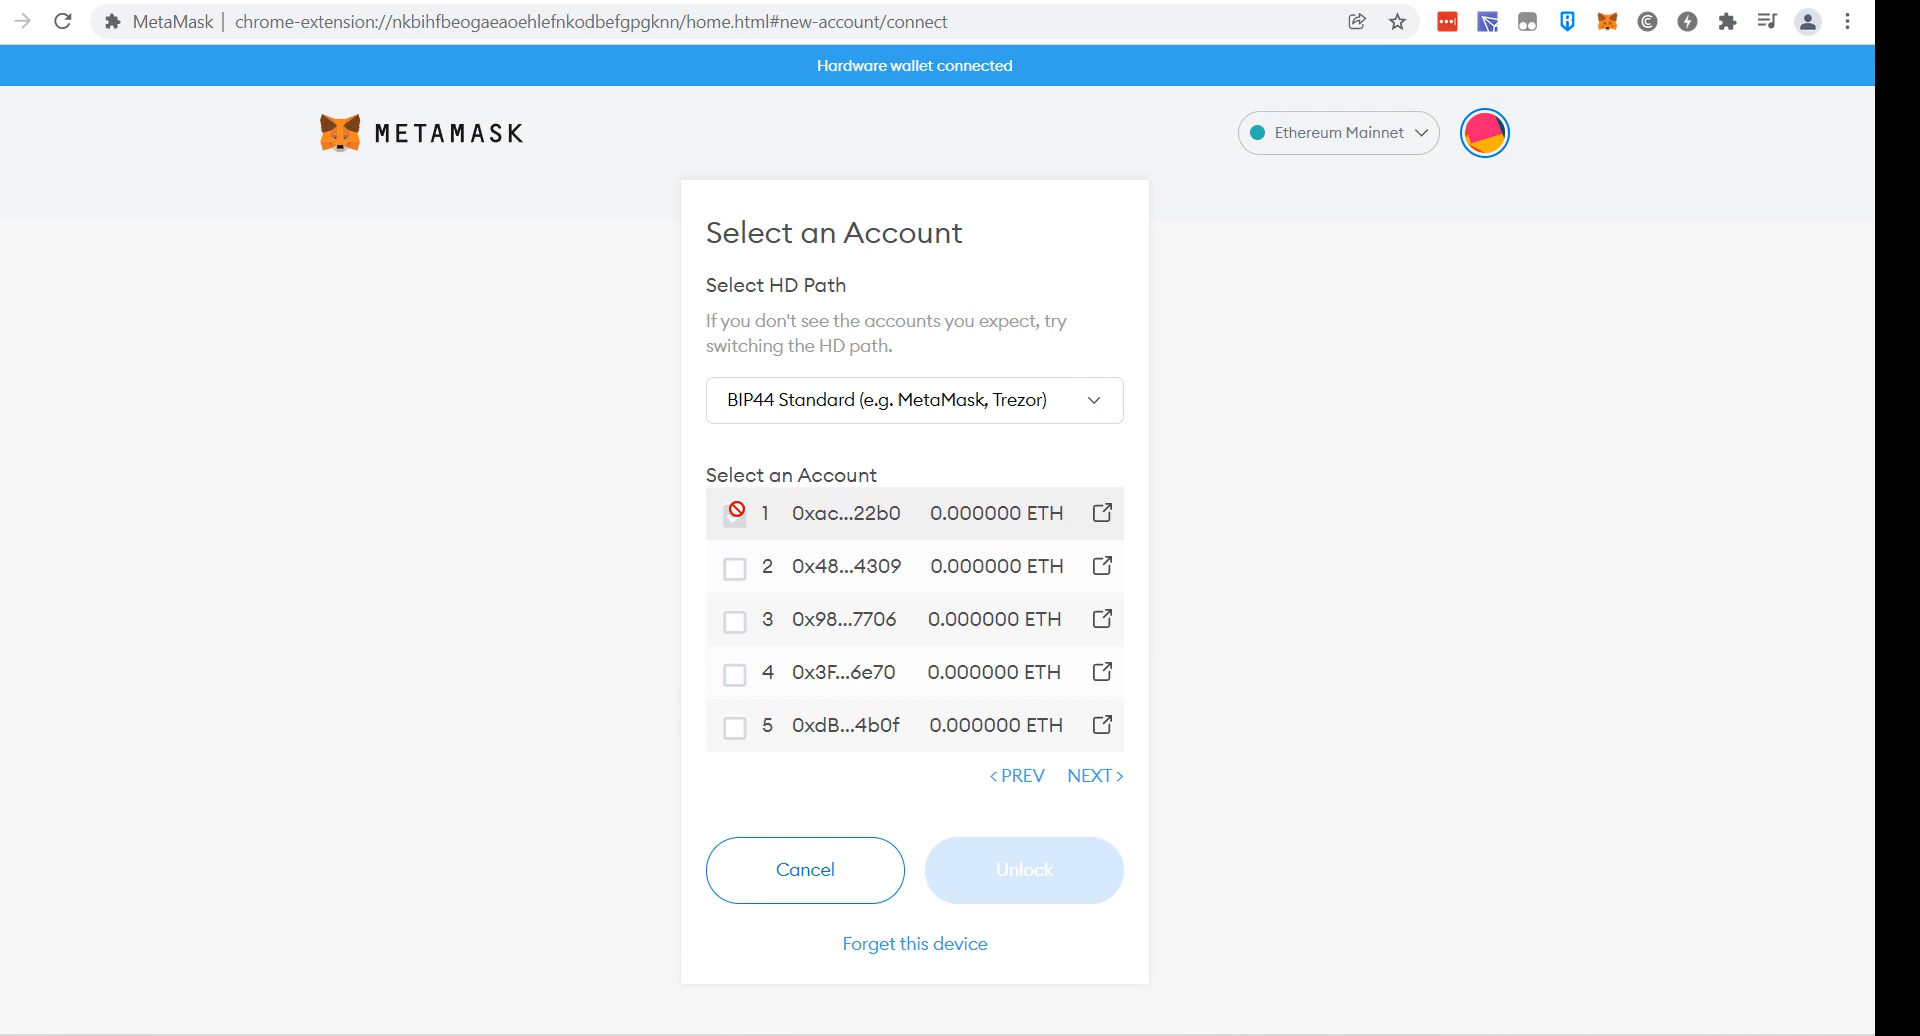 MetaMask | chrome-extension://nkbihfbeogaeaoehlefnkodbefgpgknn/home.html#new-account/connect
Hardware wallet connected
METAMASK
Ethereum Mainnet
Select an Account
Select HD Path
If you don't see the accounts you expect, try
switching the HD path.
BIP44 Standard (e.g. MetaMask, Trezor)
Select an Account
1 0xac...22b0 0.000000 ETH
2 0x48...4309 0.000000 ETH
3 0x98...7706 0.000000 ETH
4 0x3F...6e70 0.000000 ETH
5 0xdB...4b0f 0.000000 ETH
< PREV NEXT >
Cancel Unlock
Forget this device